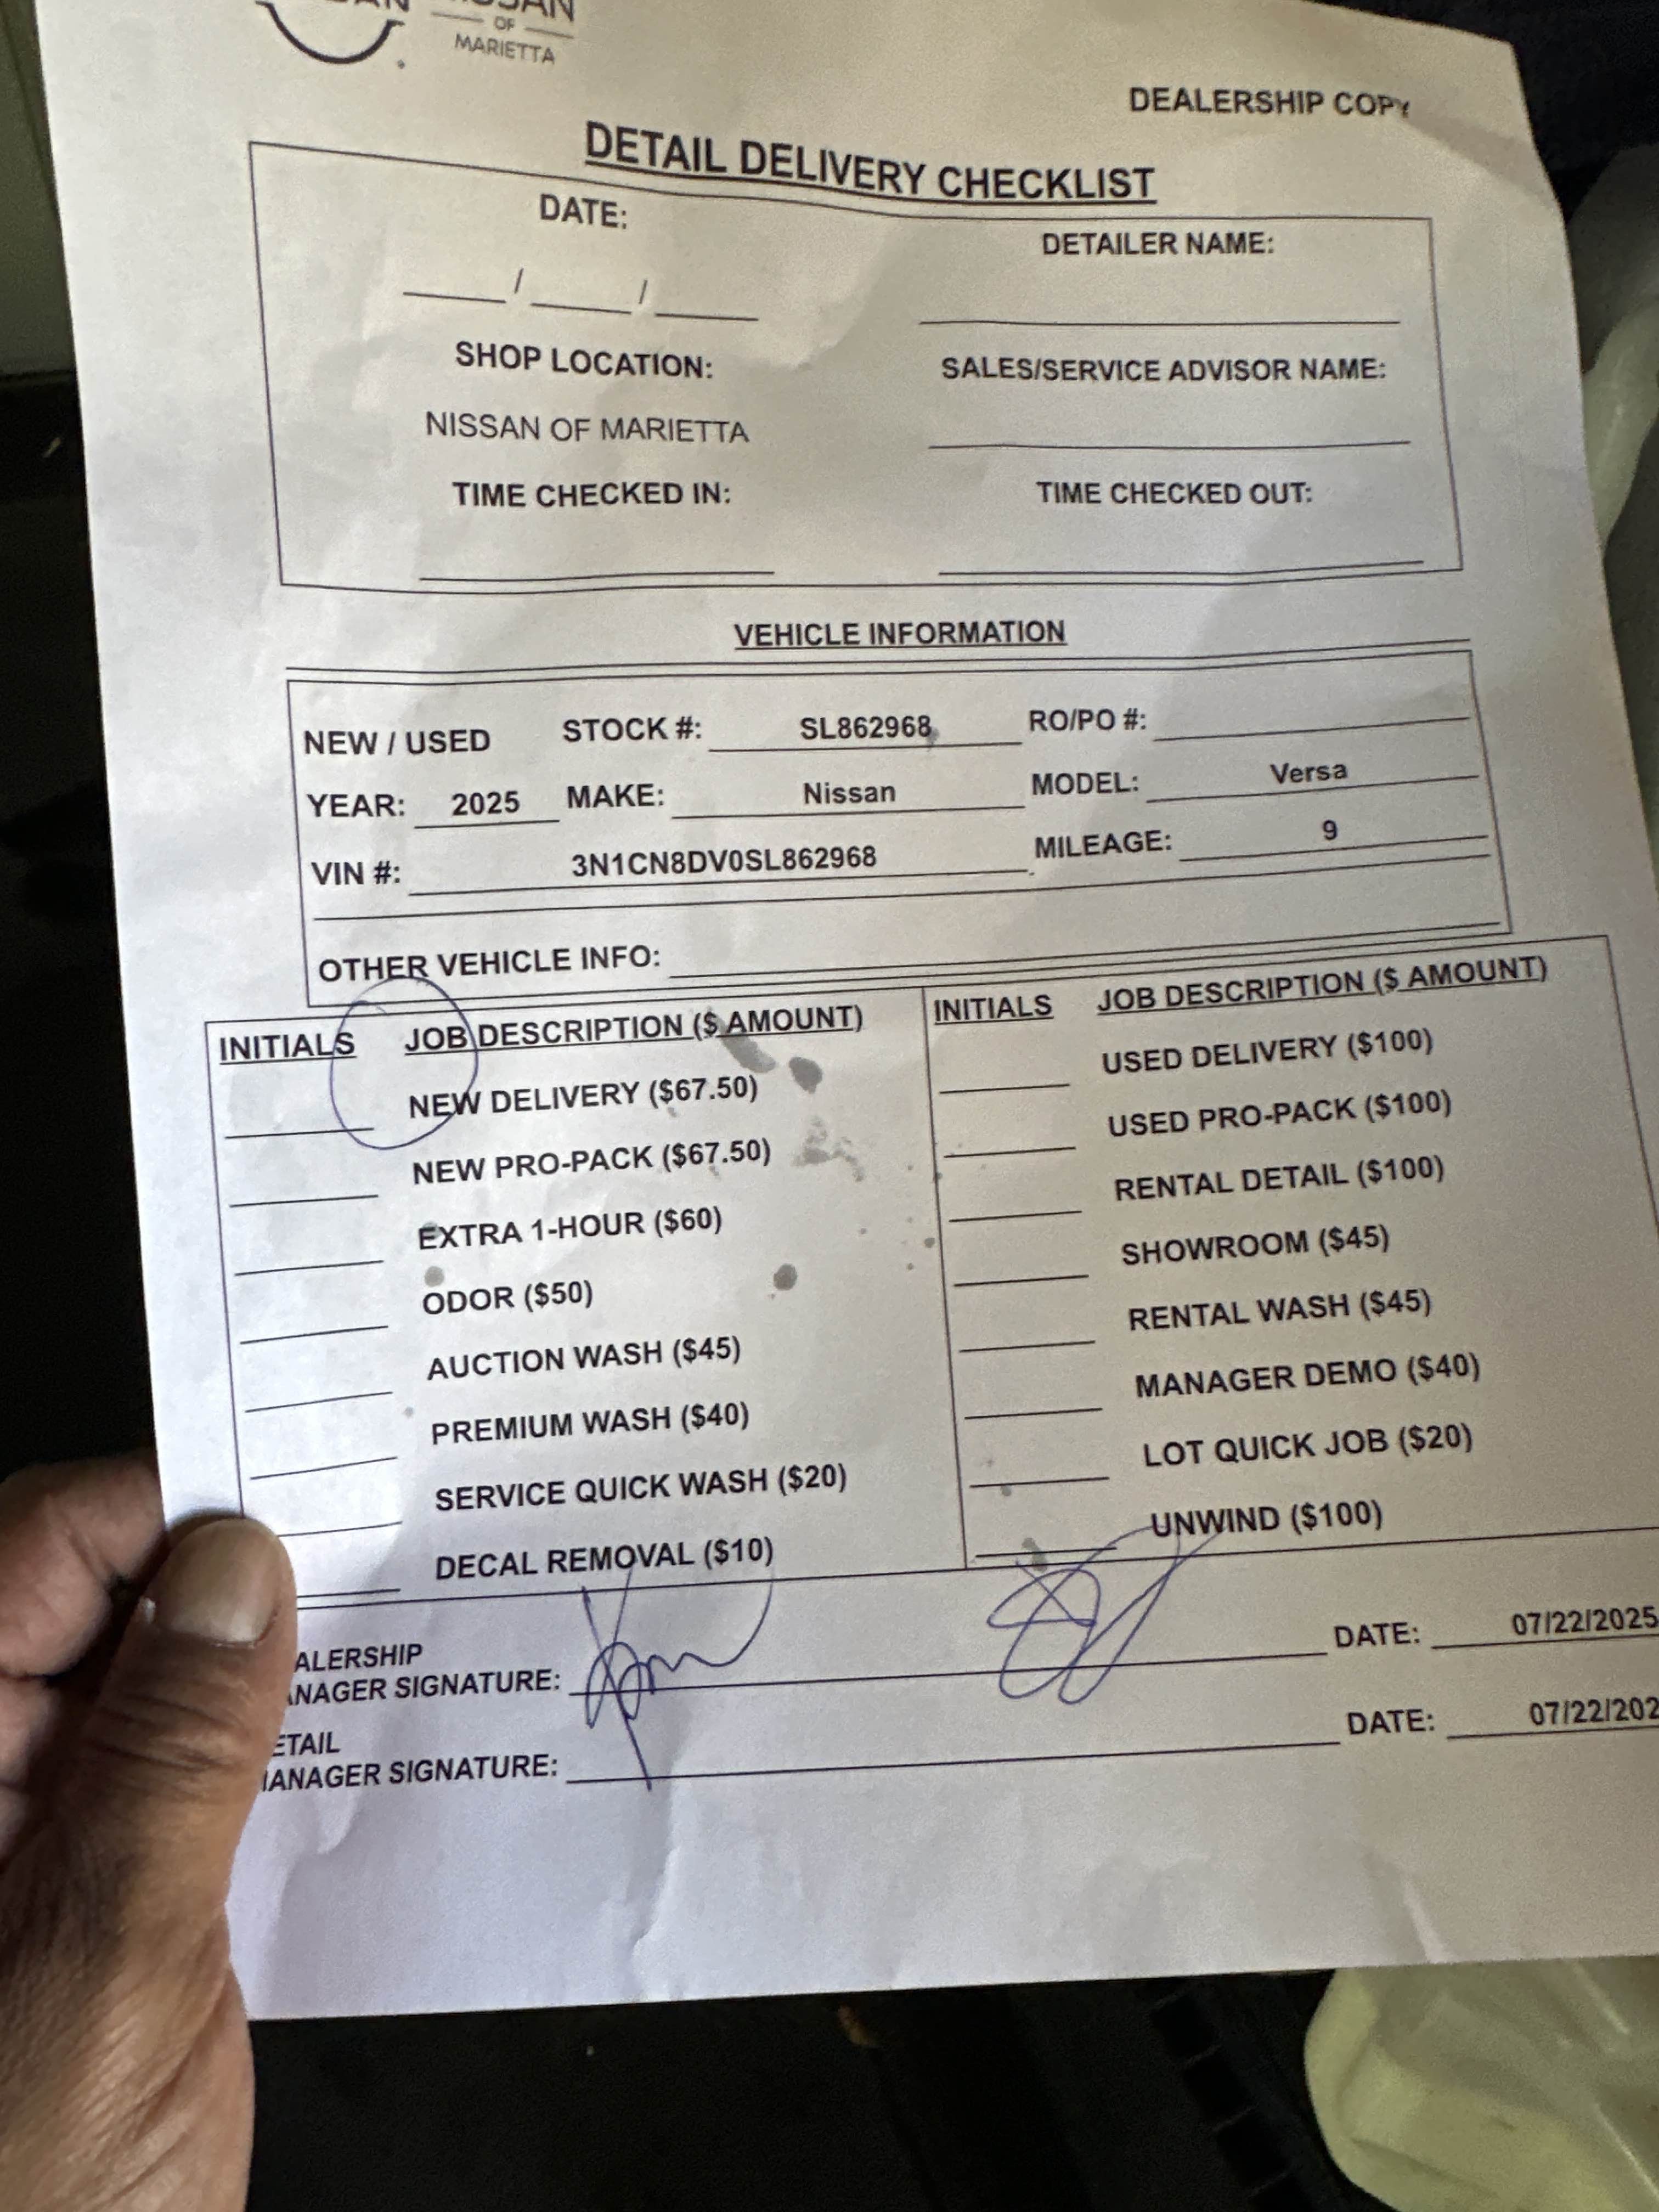 OF
MARIETTA
DEALERSHIP COPY
DETAIL DELIVERY CHECKLIST
DATE:
DETAILER NAME:
____/____/____
SHOP LOCATION:
SALES/SERVICE ADVISOR NAME:
NISSAN OF MARIETTA
TIME CHECKED IN:
TIME CHECKED OUT:
VEHICLE INFORMATION
NEW / USED STOCK #: SL862968 RO/PO #:
YEAR: 2025 MAKE: Nissan MODEL: Versa
VIN #: 3N1CN8DV0SL862968 MILEAGE: 9
OTHER VEHICLE INFO:
INITIALS JOB DESCRIPTION ($ AMOUNT)
NEW DELIVERY ($67.50)
NEW PRO-PACK ($67.50)
EXTRA 1-HOUR ($60)
ODOR ($50)
AUCTION WASH ($45)
PREMIUM WASH ($40)
SERVICE QUICK WASH ($20)
DECAL REMOVAL ($10)
INITIALS JOB DESCRIPTION ($ AMOUNT)
USED DELIVERY ($100)
USED PRO-PACK ($100)
RENTAL DETAIL ($100)
SHOWROOM ($45)
RENTAL WASH ($45)
MANAGER DEMO ($40)
LOT QUICK JOB ($20)
UNWIND ($100)
ALERSHIP
NAGER SIGNATURE: DATE: 07/22/2025
ETAIL
ANAGER SIGNATURE: DATE: 07/22/202